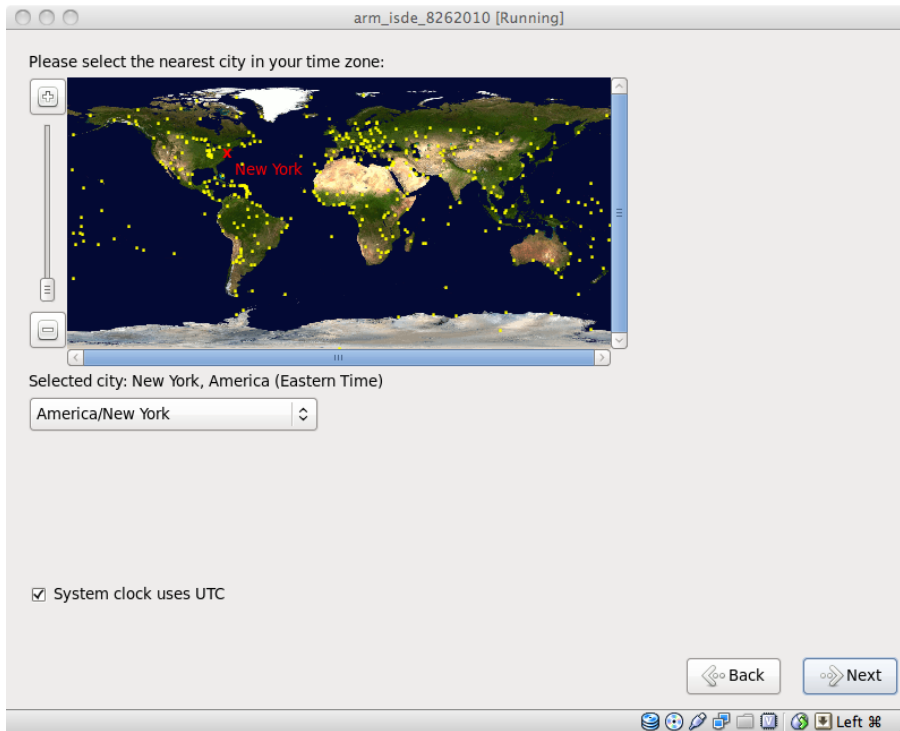 arm_isde_8262010 [Running]
Please select the nearest city in your time zone:
New York
Selected city: New York, America (Eastern Time)
America/New York
System clock uses UTC
Back
Next
Left ⌘